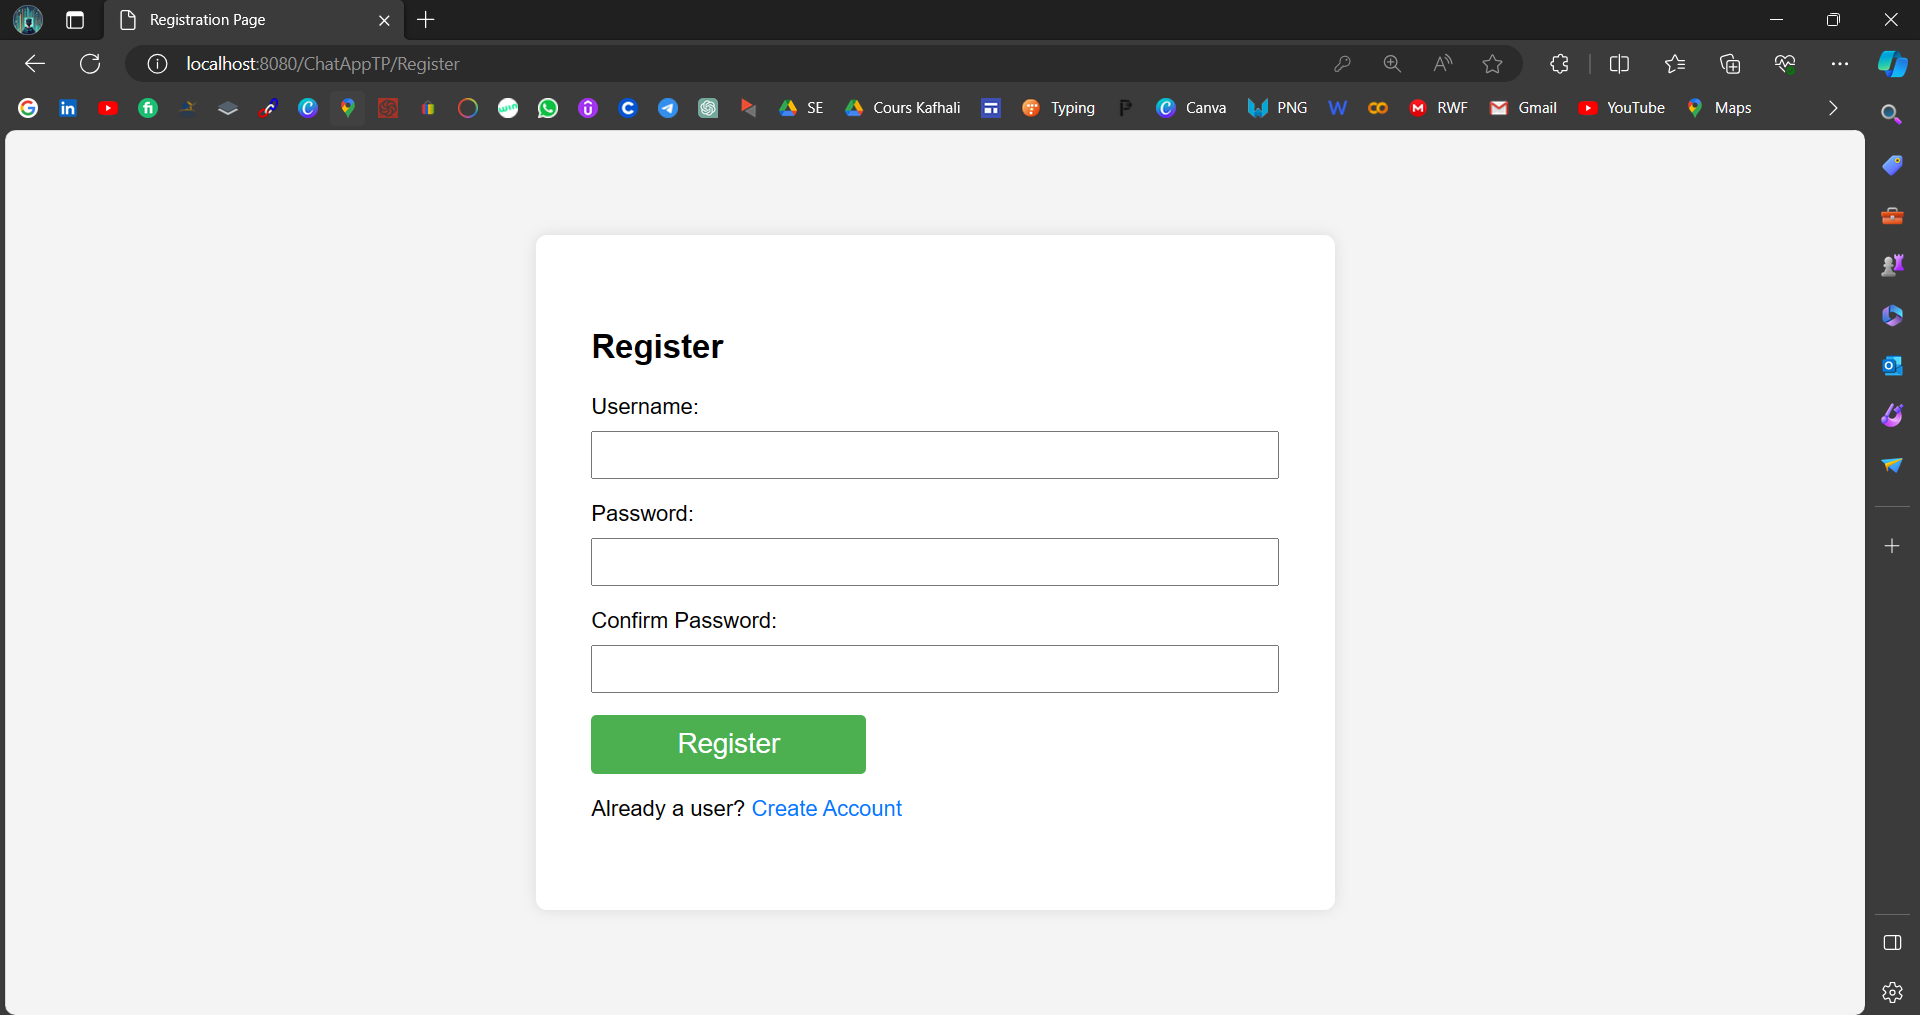 Registration Page
localhost:8080/ChatAppTP/Register
SE Cours Kafhali Typing Canva PNG RWF Gmail YouTube Maps
Register
Username:
Password:
Confirm Password:
Register
Already a user? Create Account